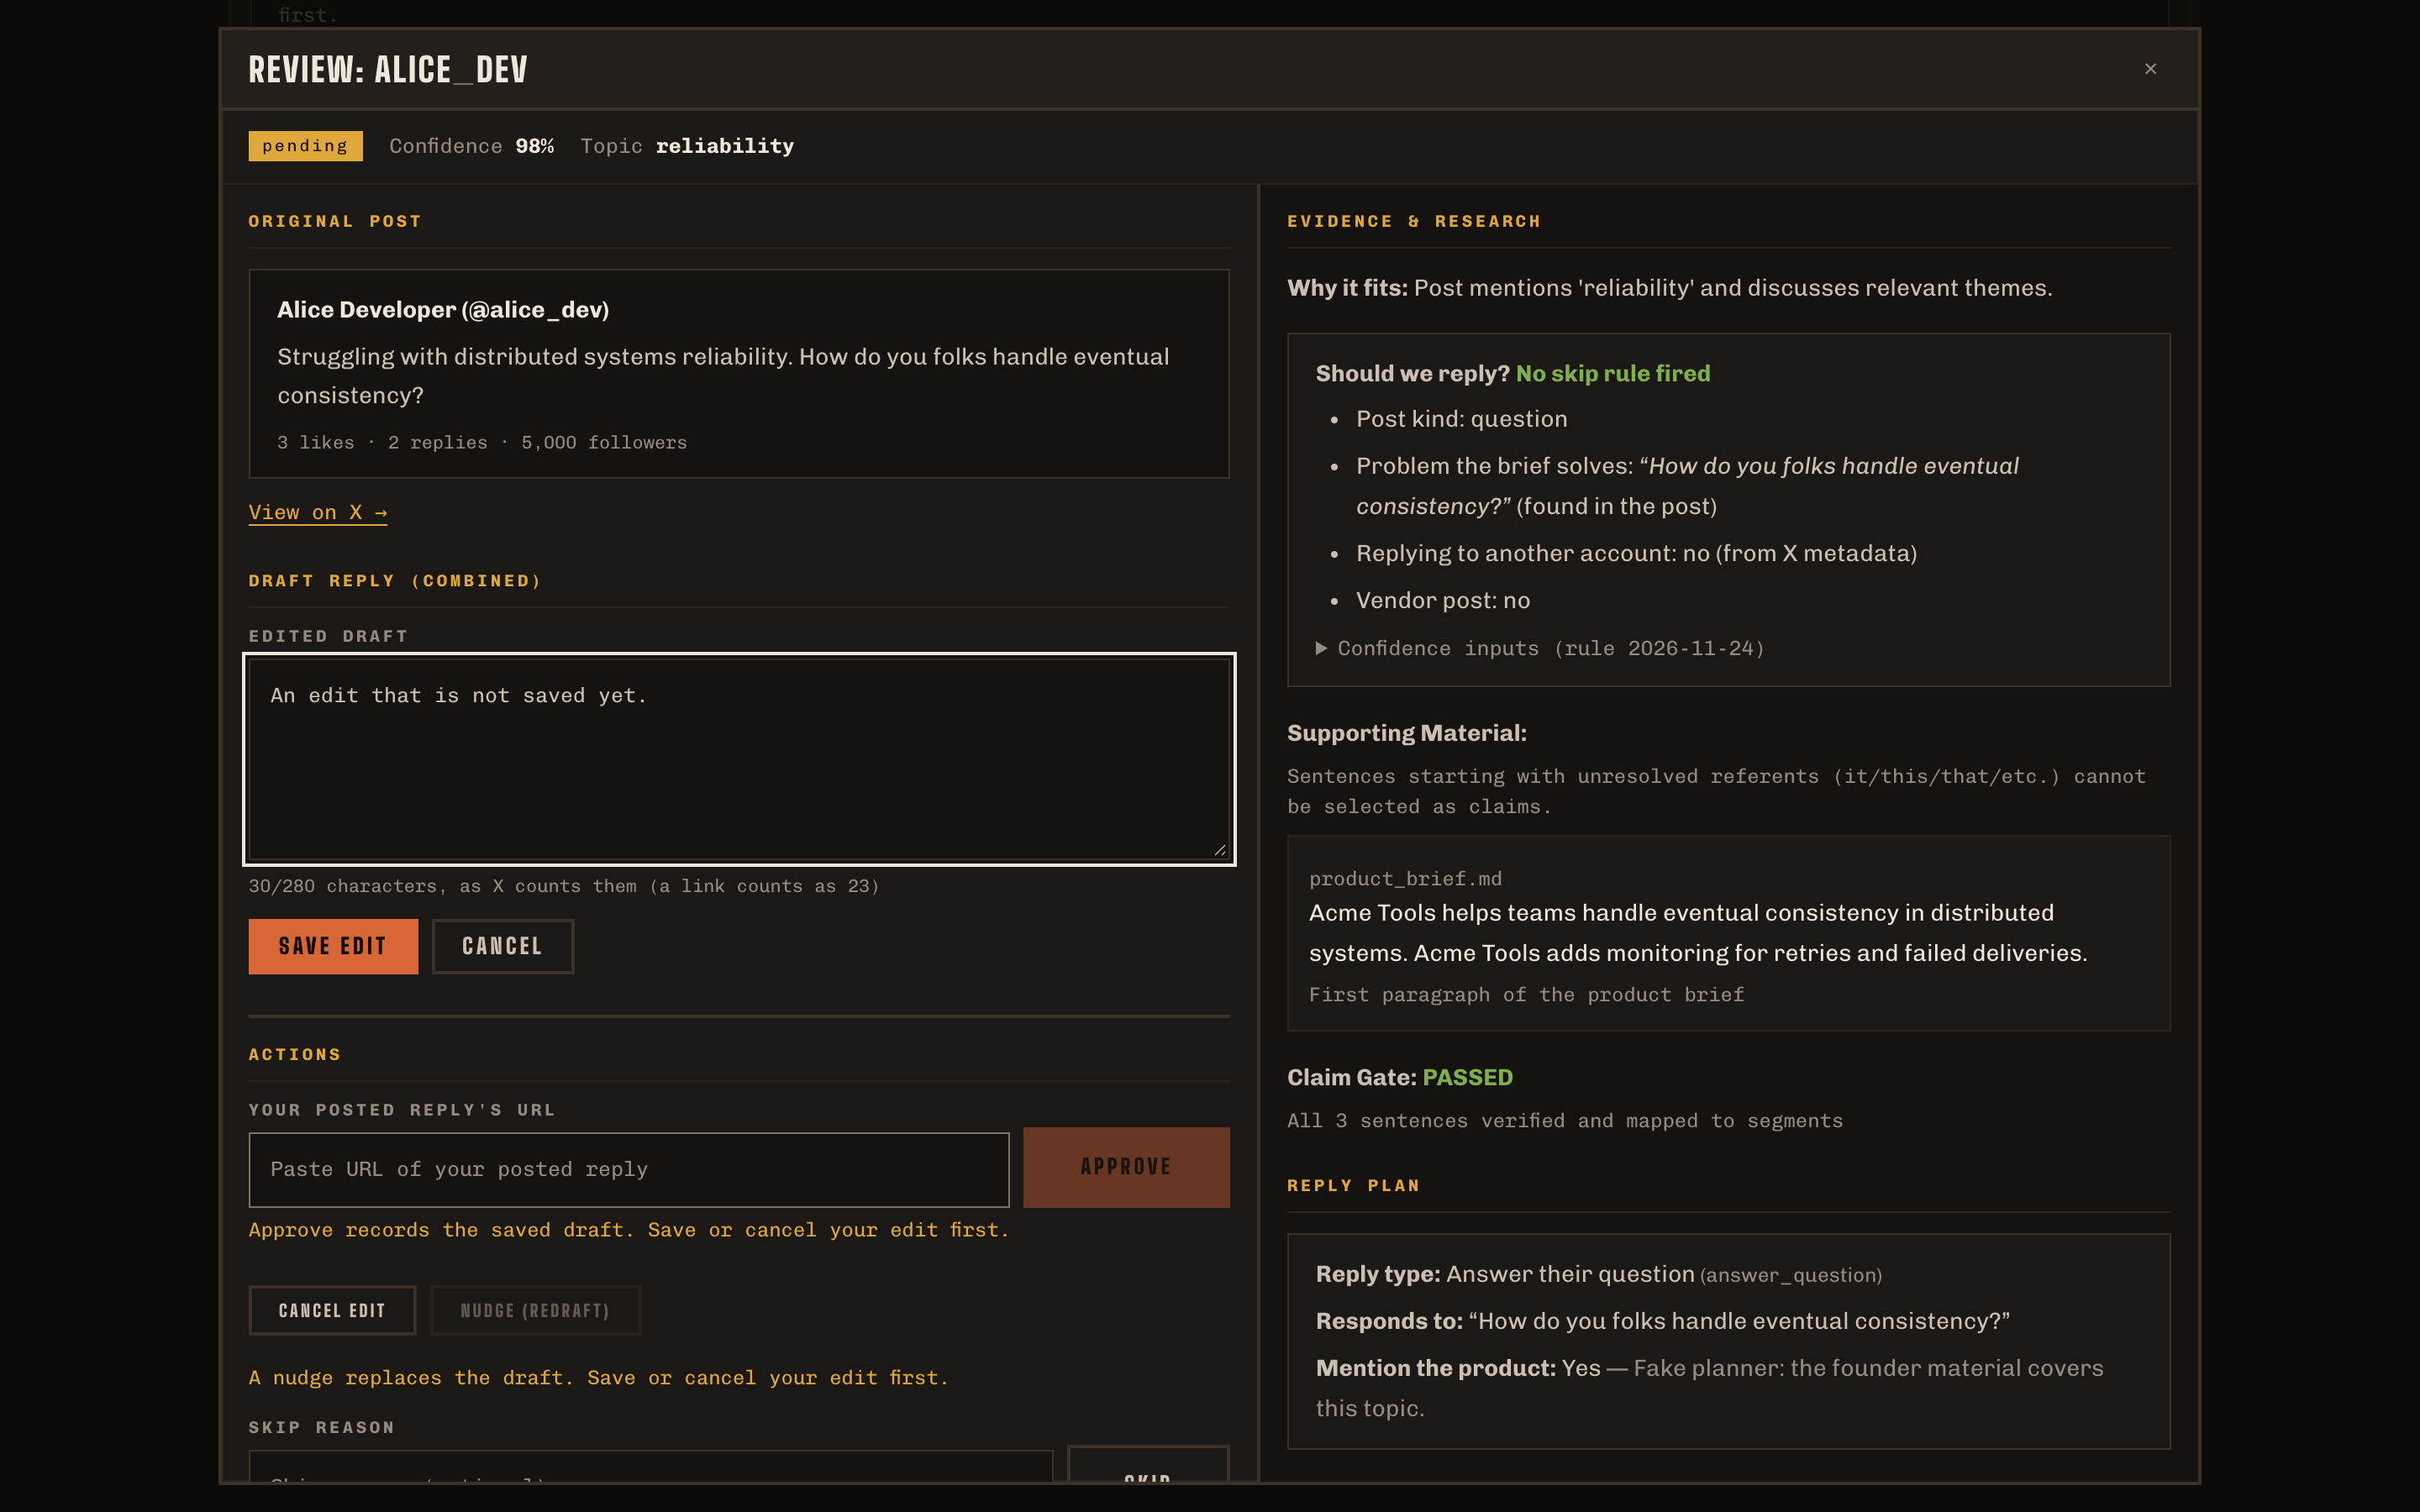 first.
REVIEW: ALICE_DEV
×
pending
Confidence 98%
Topic reliability
ORIGINAL POST
Alice Developer (@alice_dev)
Struggling with distributed systems reliability. How do you folks handle eventual
consistency?
3 likes · 2 replies · 5,000 followers
View on X →
DRAFT REPLY (COMBINED)
EDITED DRAFT
An edit that is not saved yet.
30/280 characters, as X counts them (a link counts as 23)
SAVE EDIT
CANCEL
ACTIONS
YOUR POSTED REPLY'S URL
Paste URL of your posted reply
APPROVE
Approve records the saved draft. Save or cancel your edit first.
CANCEL EDIT
NUDGE (REDRAFT)
A nudge replaces the draft. Save or cancel your edit first.
SKIP REASON
SKIP
EVIDENCE & RESEARCH
Why it fits: Post mentions 'reliability' and discusses relevant themes.
Should we reply? No skip rule fired
• Post kind: question
• Problem the brief solves: “How do you folks handle eventual
consistency?” (found in the post)
• Replying to another account: no (from X metadata)
• Vendor post: no
▶ Confidence inputs (rule 2026-11-24)
Supporting Material:
Sentences starting with unresolved referents (it/this/that/etc.) cannot
be selected as claims.
product_brief.md
Acme Tools helps teams handle eventual consistency in distributed
systems. Acme Tools adds monitoring for retries and failed deliveries.
First paragraph of the product brief
Claim Gate: PASSED
All 3 sentences verified and mapped to segments
REPLY PLAN
Reply type: Answer their question (answer_question)
Responds to: “How do you folks handle eventual consistency?”
Mention the product: Yes — Fake planner: the founder material covers
this topic.